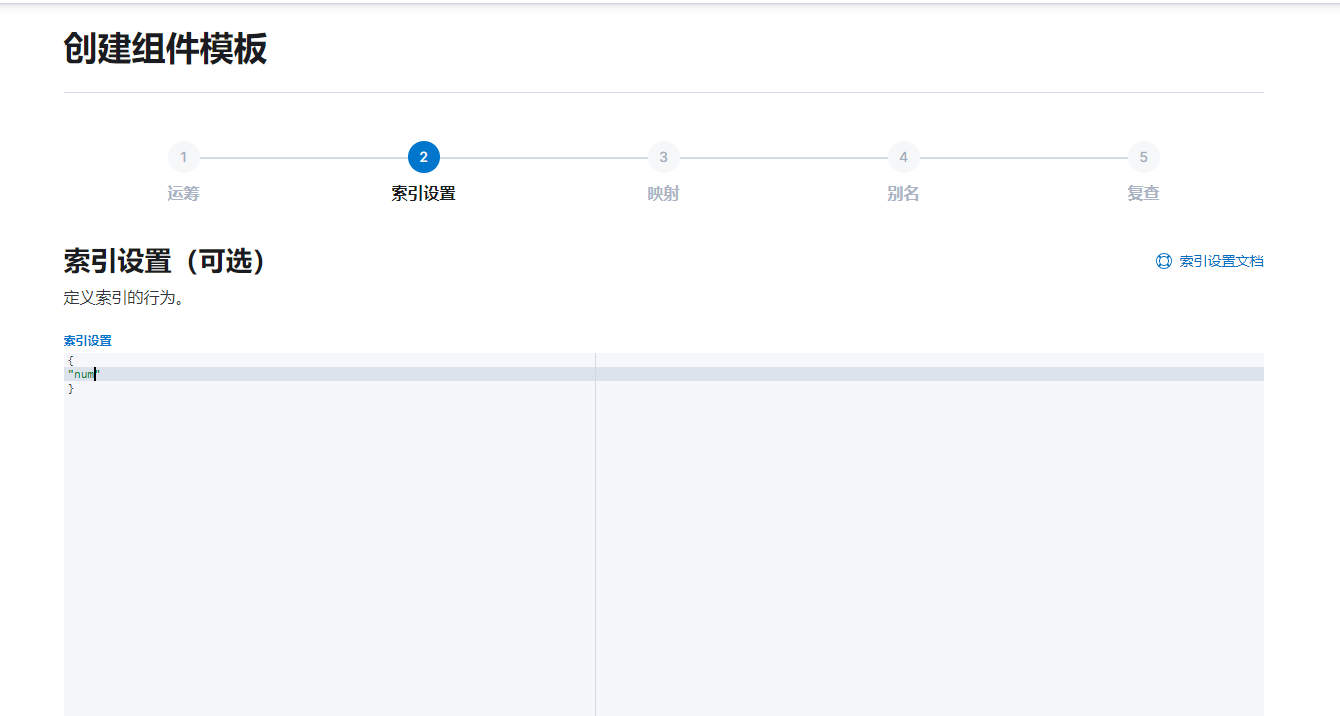 创建组件模板
1 2 3 4 5
运筹 索引设置 映射 别名 复查
索引设置（可选）
索引设置文档
定义索引的行为。
索引设置
{
"num"
}